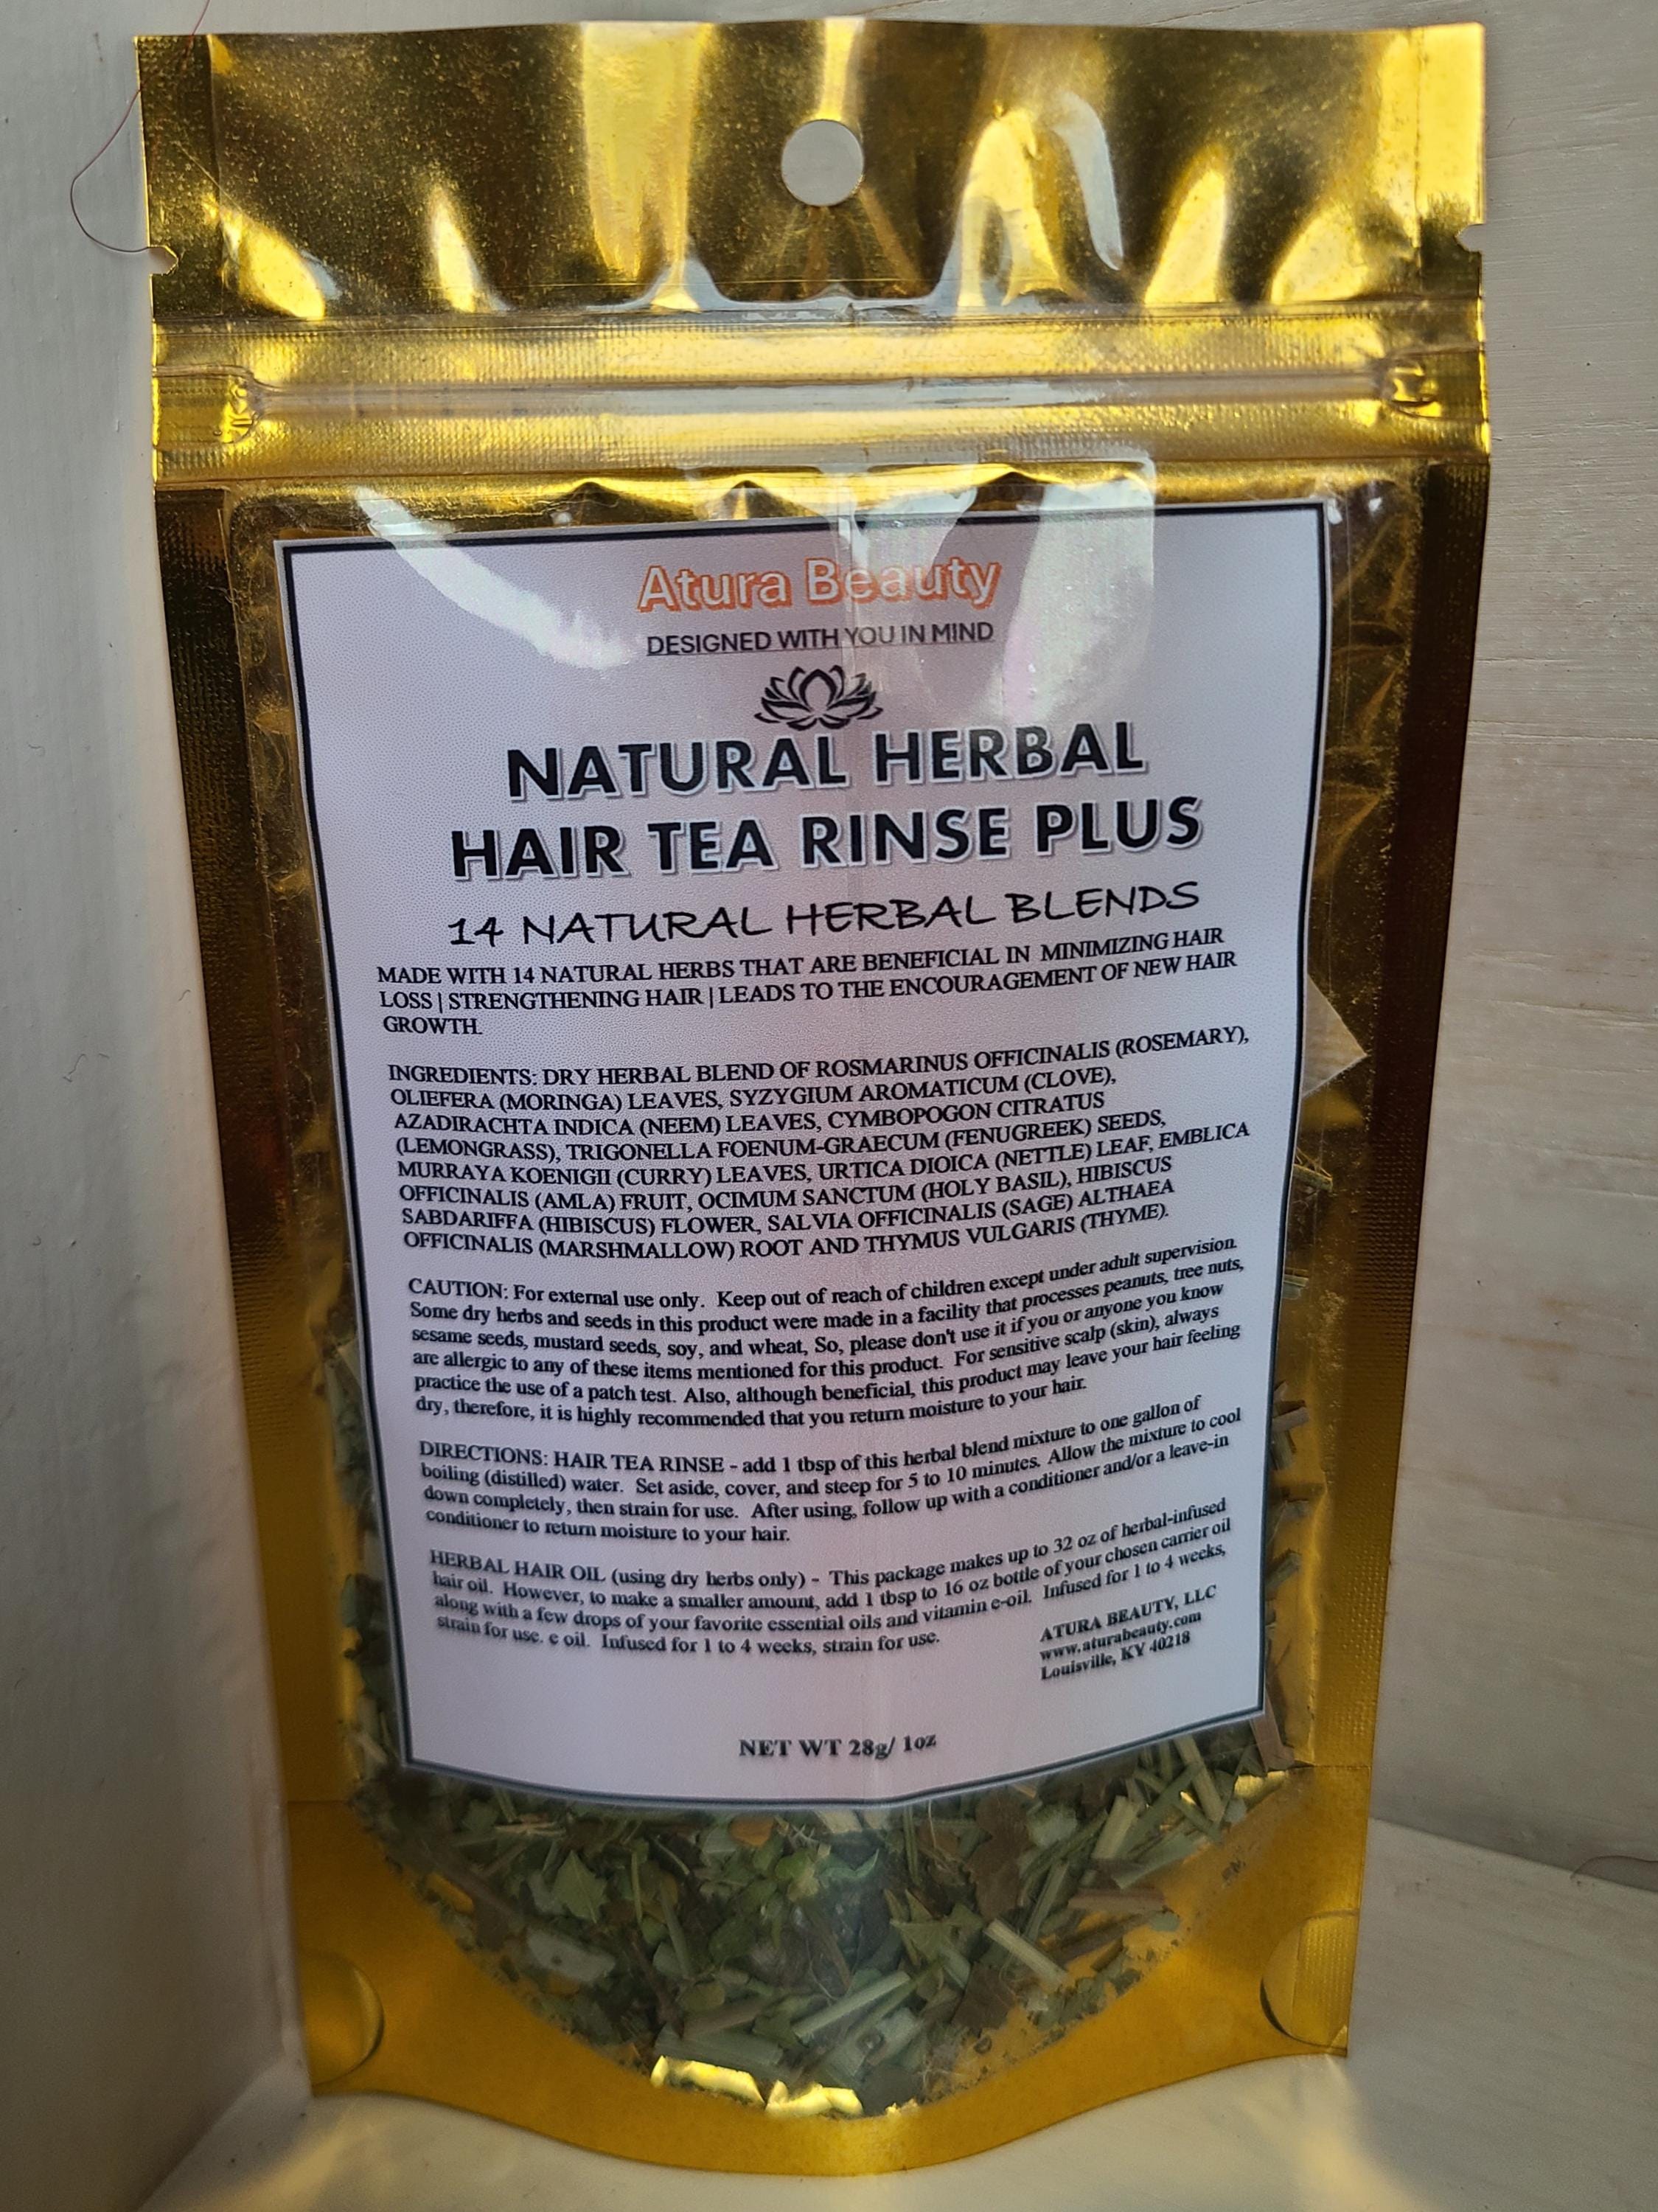 Atura Beauty
DESIGNED WITH YOU IN MIND
NATURAL HERBAL
HAIR TEA RINSE PLUS
14 NATURAL HERBAL BLENDS
MADE WITH 14 NATURAL HERBS THAT ARE BENEFICIAL IN MINIMIZING HAIR
LOSS | STRENGTHENING HAIR | LEADS TO THE ENCOURAGEMENT OF NEW HAIR
GROWTH.
INGREDIENTS: DRY HERBAL BLEND OF ROSMARINUS OFFICINALIS (ROSEMARY),
OLIEFERA (MORINGA) LEAVES, SYZYGIUM AROMATICUM (CLOVE),
AZADIRACHTA INDICA (NEEM) LEAVES, CYMBOPOGON CITRATUS
(LEMONGRASS), TRIGONELLA FOENUM-GRAECUM (FENUGREEK) SEEDS,
MURRAYA KOENIGII (CURRY) LEAVES, URTICA DIOICA (NETTLE) LEAF, EMBLICA
OFFICINALIS (AMLA) FRUIT, OCIMUM SANCTUM (HOLY BASIL), HIBISCUS
SABDARIFFA (HIBISCUS) FLOWER, SALVIA OFFICINALIS (SAGE) ALTHAEA
OFFICINALIS (MARSHMALLOW) ROOT AND THYMUS VULGARIS (THYME).
CAUTION: For external use only. Keep out of reach of children except under adult supervision.
Some dry herbs and seeds in this product were made in a facility that processes peanuts, tree nuts,
sesame seeds, mustard seeds, soy, and wheat, So, please don't use it if you or anyone you know
are allergic to any of these items mentioned for this product. For sensitive scalp (skin), always
practice the use of a patch test. Also, although beneficial, this product may leave your hair feeling
dry, therefore, it is highly recommended that you return moisture to your hair.
DIRECTIONS: HAIR TEA RINSE - add 1 tbsp of this herbal blend mixture to one gallon of
boiling (distilled) water. Set aside, cover, and steep for 5 to 10 minutes. Allow the mixture to cool
down completely, then strain for use. After using, follow up with a conditioner and/or a leave-in
conditioner to return moisture to your hair.
HERBAL HAIR OIL (using dry herbs only) - This package makes up to 32 oz of herbal-infused
hair oil. However, to make a smaller amount, add 1 tbsp to 16 oz bottle of your chosen carrier oil
along with a few drops of your favorite essential oils and vitamin e-oil. Infused for 1 to 4 weeks,
strain for use. e oil. Infused for 1 to 4 weeks, strain for use.
ATURA BEAUTY, LLC
www.aturabeauty.com
Louisville, KY 40218
NET WT 28g/ 1oz